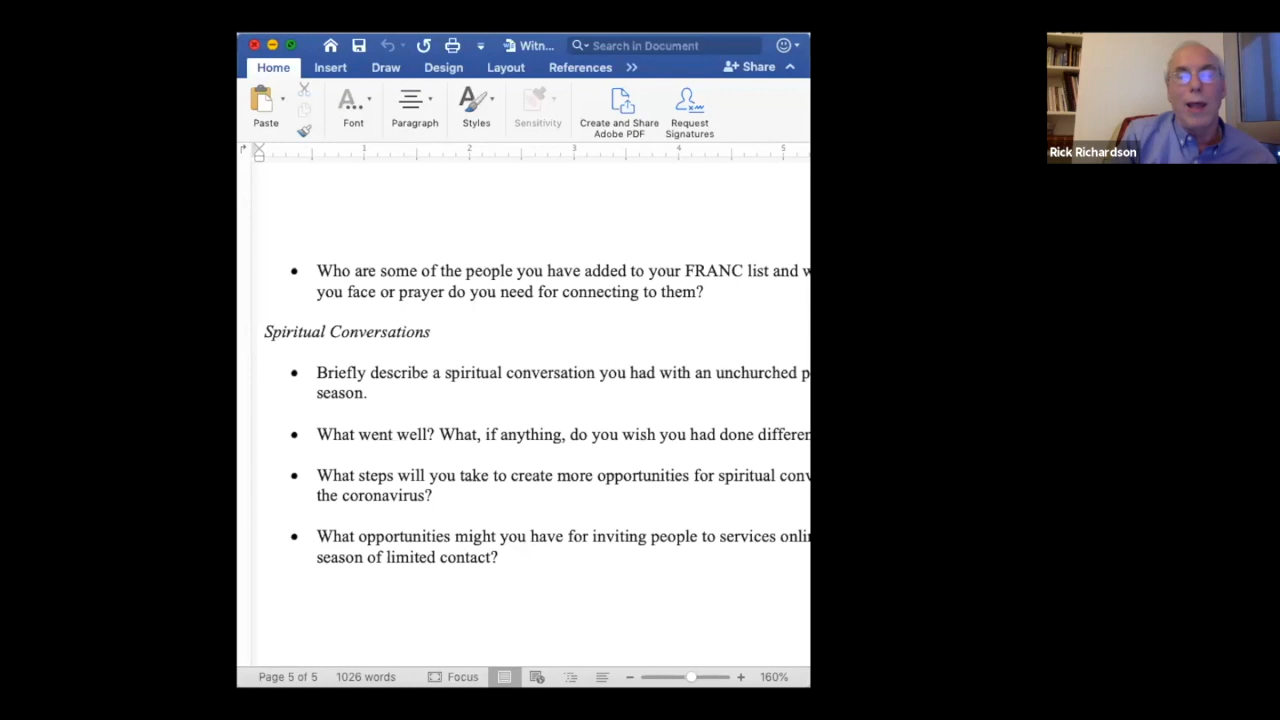 Witn...
Search in Document
Home
Insert
Draw
Design
Layout
References
Share
Paste
Font
Paragraph
Styles
Sensitivity
Create and Share
Adobe PDF
Request
Signatures
1
2
3
4
5
Rick Richardson
• Who are some of the people you have added to your FRANC list and w
you face or prayer do you need for connecting to them?
Spiritual Conversations
• Briefly describe a spiritual conversation you had with an unchurched p
season.
• What went well? What, if anything, do you wish you had done differen
• What steps will you take to create more opportunities for spiritual conv
the coronavirus?
• What opportunities might you have for inviting people to services onli
season of limited contact?
Page 5 of 5
1026 words
Focus
160%